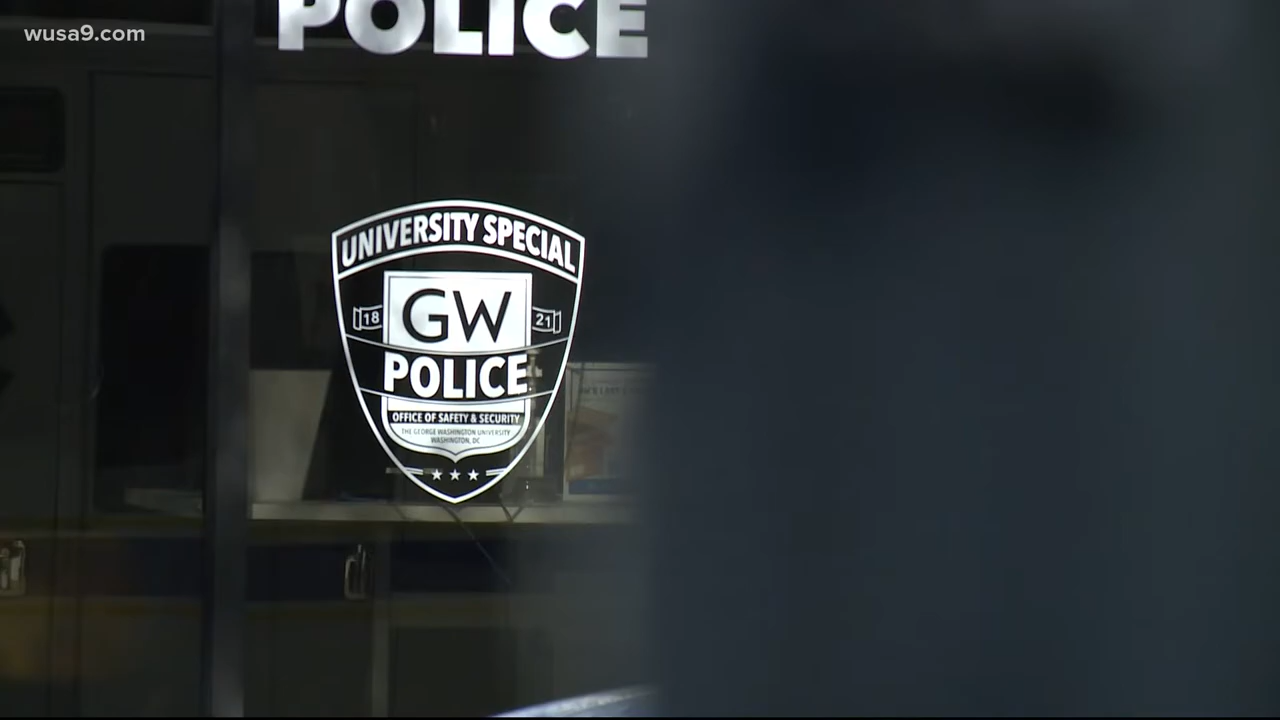 wusa9.com
POLICE
UNIVERSITY SPECIAL
18 GW 21
POLICE
OFFICE OF SAFETY & SECURITY
THE GEORGE WASHINGTON UNIVERSITY
WASHINGTON, DC